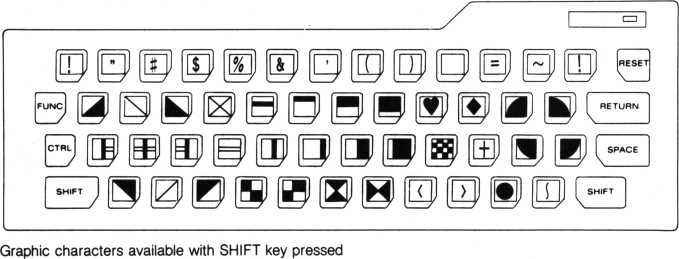 ! " # $ % & ' ( ) = ~ ! RESET
FUNC RETURN
CTRL SPACE
SHIFT < > SHIFT
Graphic characters available with SHIFT key pressed